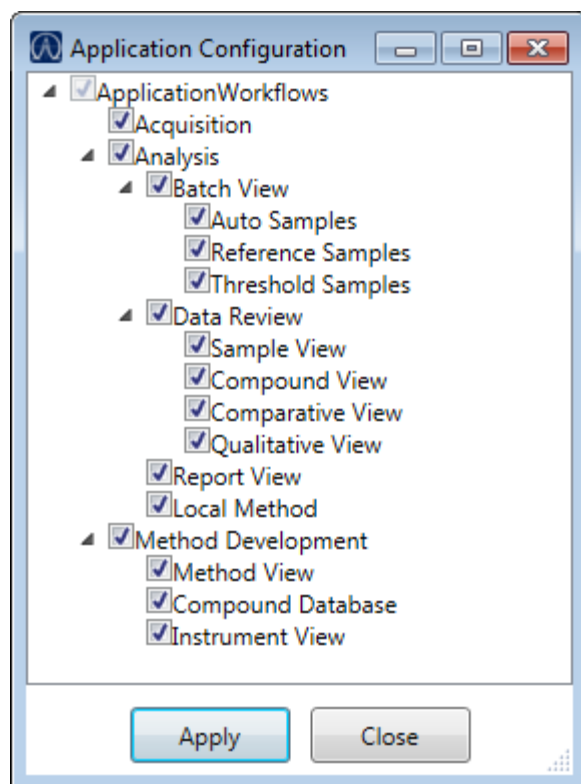 Application Configuration
ApplicationWorkflows
Acquisition
Analysis
Batch View
Auto Samples
Reference Samples
Threshold Samples
Data Review
Sample View
Compound View
Comparative View
Qualitative View
Report View
Local Method
Method Development
Method View
Compound Database
Instrument View
Apply Close